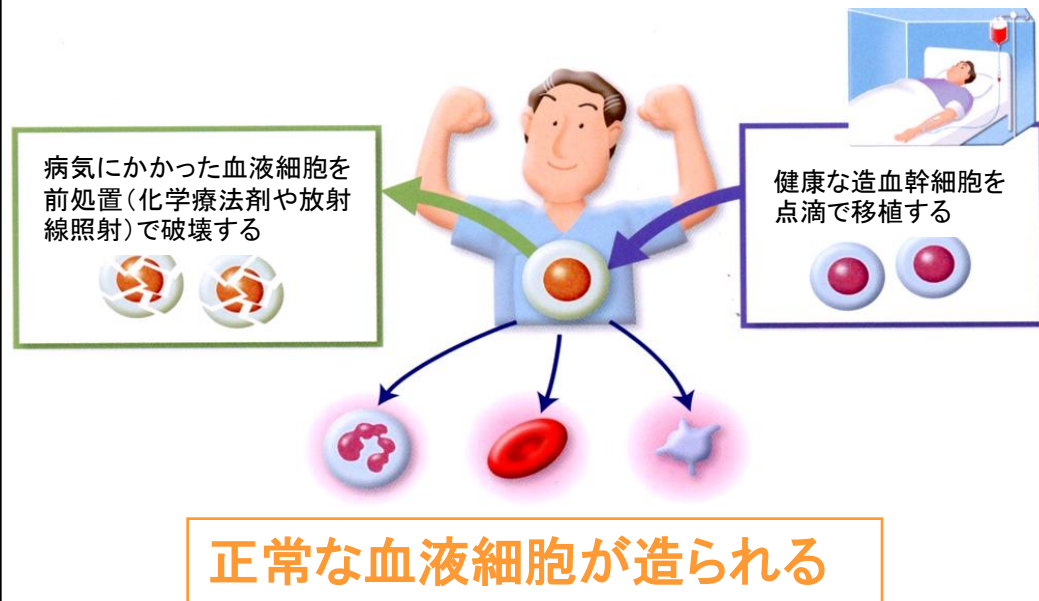 病気にかかった血液細胞を
前処置（化学療法剤や放射
線照射）で破壊する
健康な造血幹細胞を
点滴で移植する
正常な血液細胞が造られる